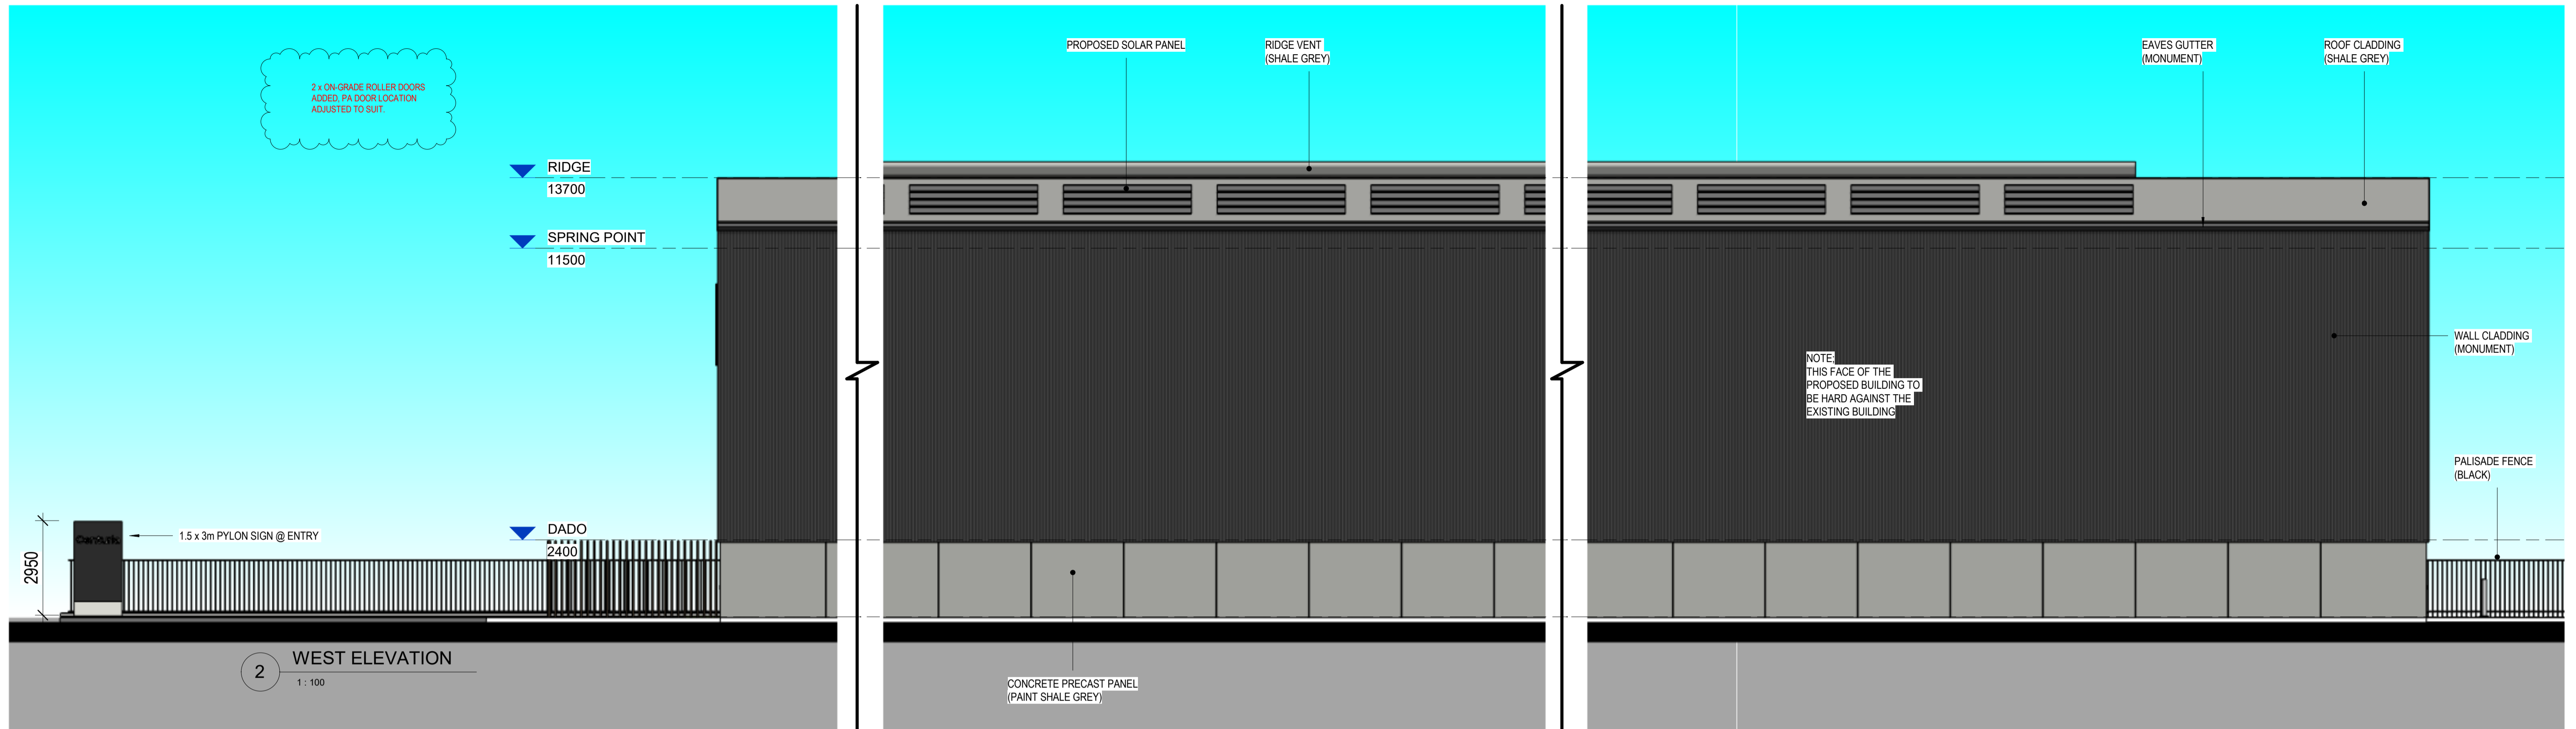 2 x ON-GRADE ROLLER DOORS
ADDED, PA DOOR LOCATION
ADJUSTED TO SUIT.
PROPOSED SOLAR PANEL
RIDGE VENT
(SHALE GREY)
EAVES GUTTER
(MONUMENT)
ROOF CLADDING
(SHALE GREY)
RIDGE
13700
SPRING POINT
11500
WALL CLADDING
(MONUMENT)
NOTE;
THIS FACE OF THE
PROPOSED BUILDING TO
BE HARD AGAINST THE
EXISTING BUILDING
PALISADE FENCE
(BLACK)
DADO
2400
1.5 x 3m PYLON SIGN @ ENTRY
2950
2
WEST ELEVATION
1 : 100
CONCRETE PRECAST PANEL
(PAINT SHALE GREY)